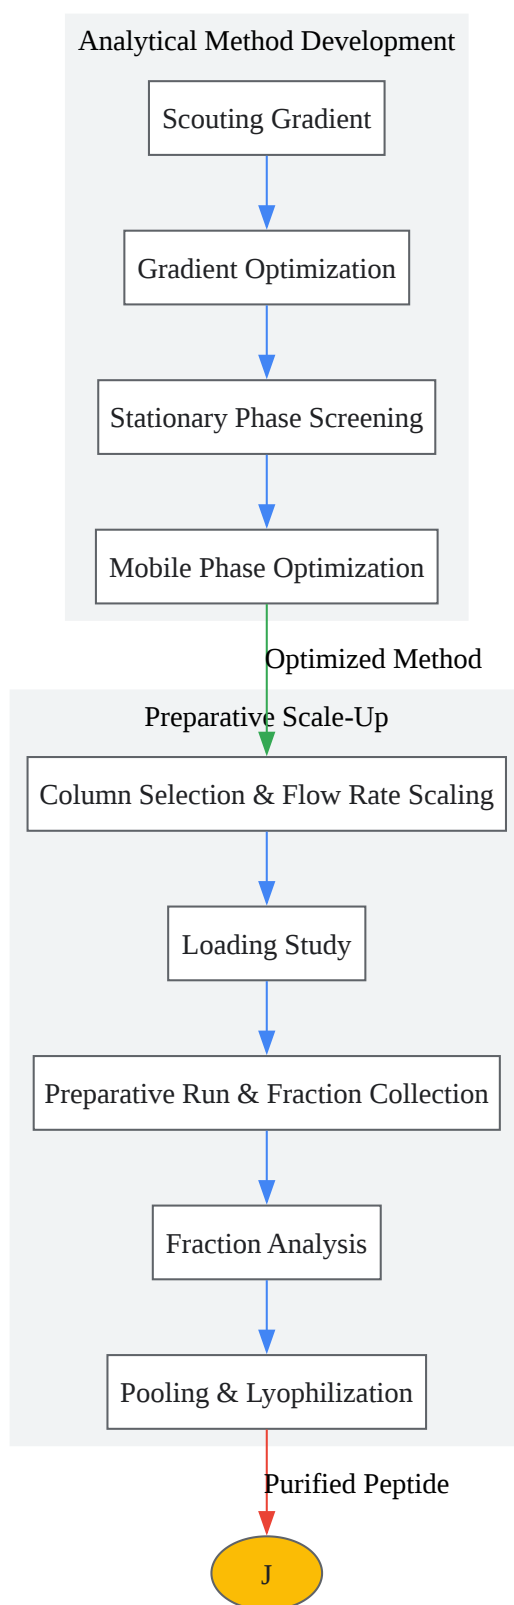 Analytical Method Development
Scouting Gradient
Gradient Optimization
Stationary Phase Screening
Mobile Phase Optimization
Optimized Method
Preparative Scale-Up
Column Selection & Flow Rate Scaling
Loading Study
Preparative Run & Fraction Collection
Fraction Analysis
Pooling & Lyophilization
Purified Peptide
J